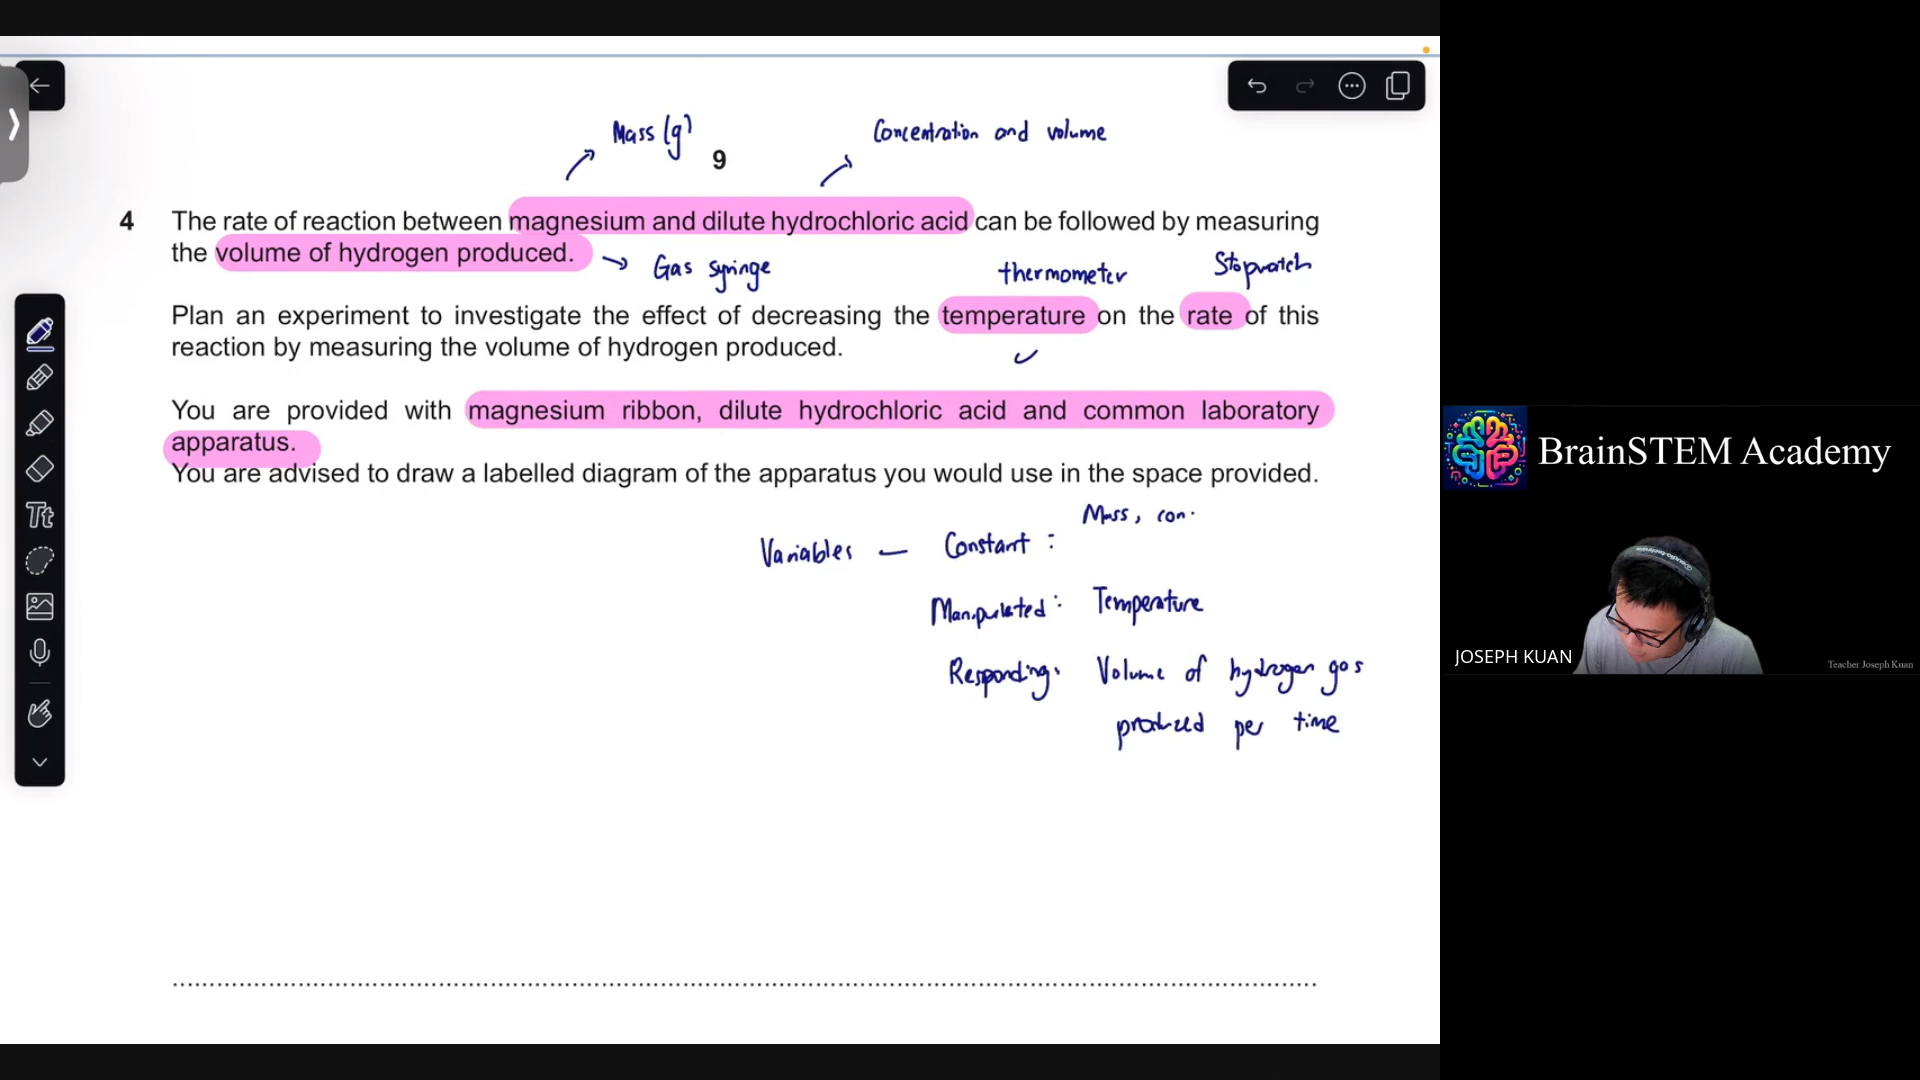 Mass (g)
Concentration and volume
9
4 The rate of reaction between magnesium and dilute hydrochloric acid can be followed by measuring
the volume of hydrogen produced.
Gas syringe
thermometer
Stopwatch
Plan an experiment to investigate the effect of decreasing the temperature on the rate of this
reaction by measuring the volume of hydrogen produced.
You are provided with magnesium ribbon, dilute hydrochloric acid and common laboratory
apparatus.
You are advised to draw a labelled diagram of the apparatus you would use in the space provided.
Mass, con.
Variables — Constant :
Manipulated : Temperature
Responding: Volume of hydrogen gas
produced per time
Tt
BrainSTEM Academy
JOSEPH KUAN
Teacher Joseph Kuan